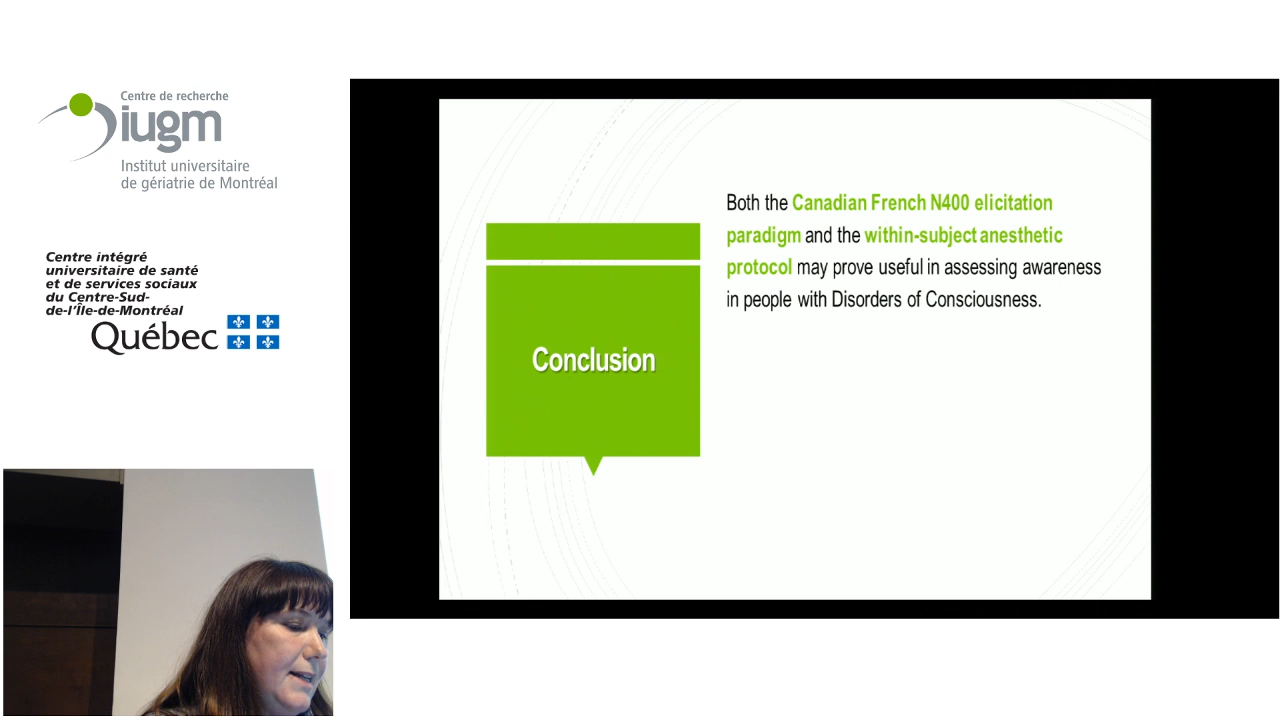 Centre de recherche
iugm
Institut universitaire
de gériatrie de Montréal
Centre intégré
universitaire de santé
et de services sociaux
du Centre-Sud-
de-l'Île-de-Montréal
Québec
Conclusion
Both the Canadian French N400 elicitation
paradigm and the within-subject anesthetic
protocol may prove useful in assessing awareness
in people with Disorders of Consciousness.